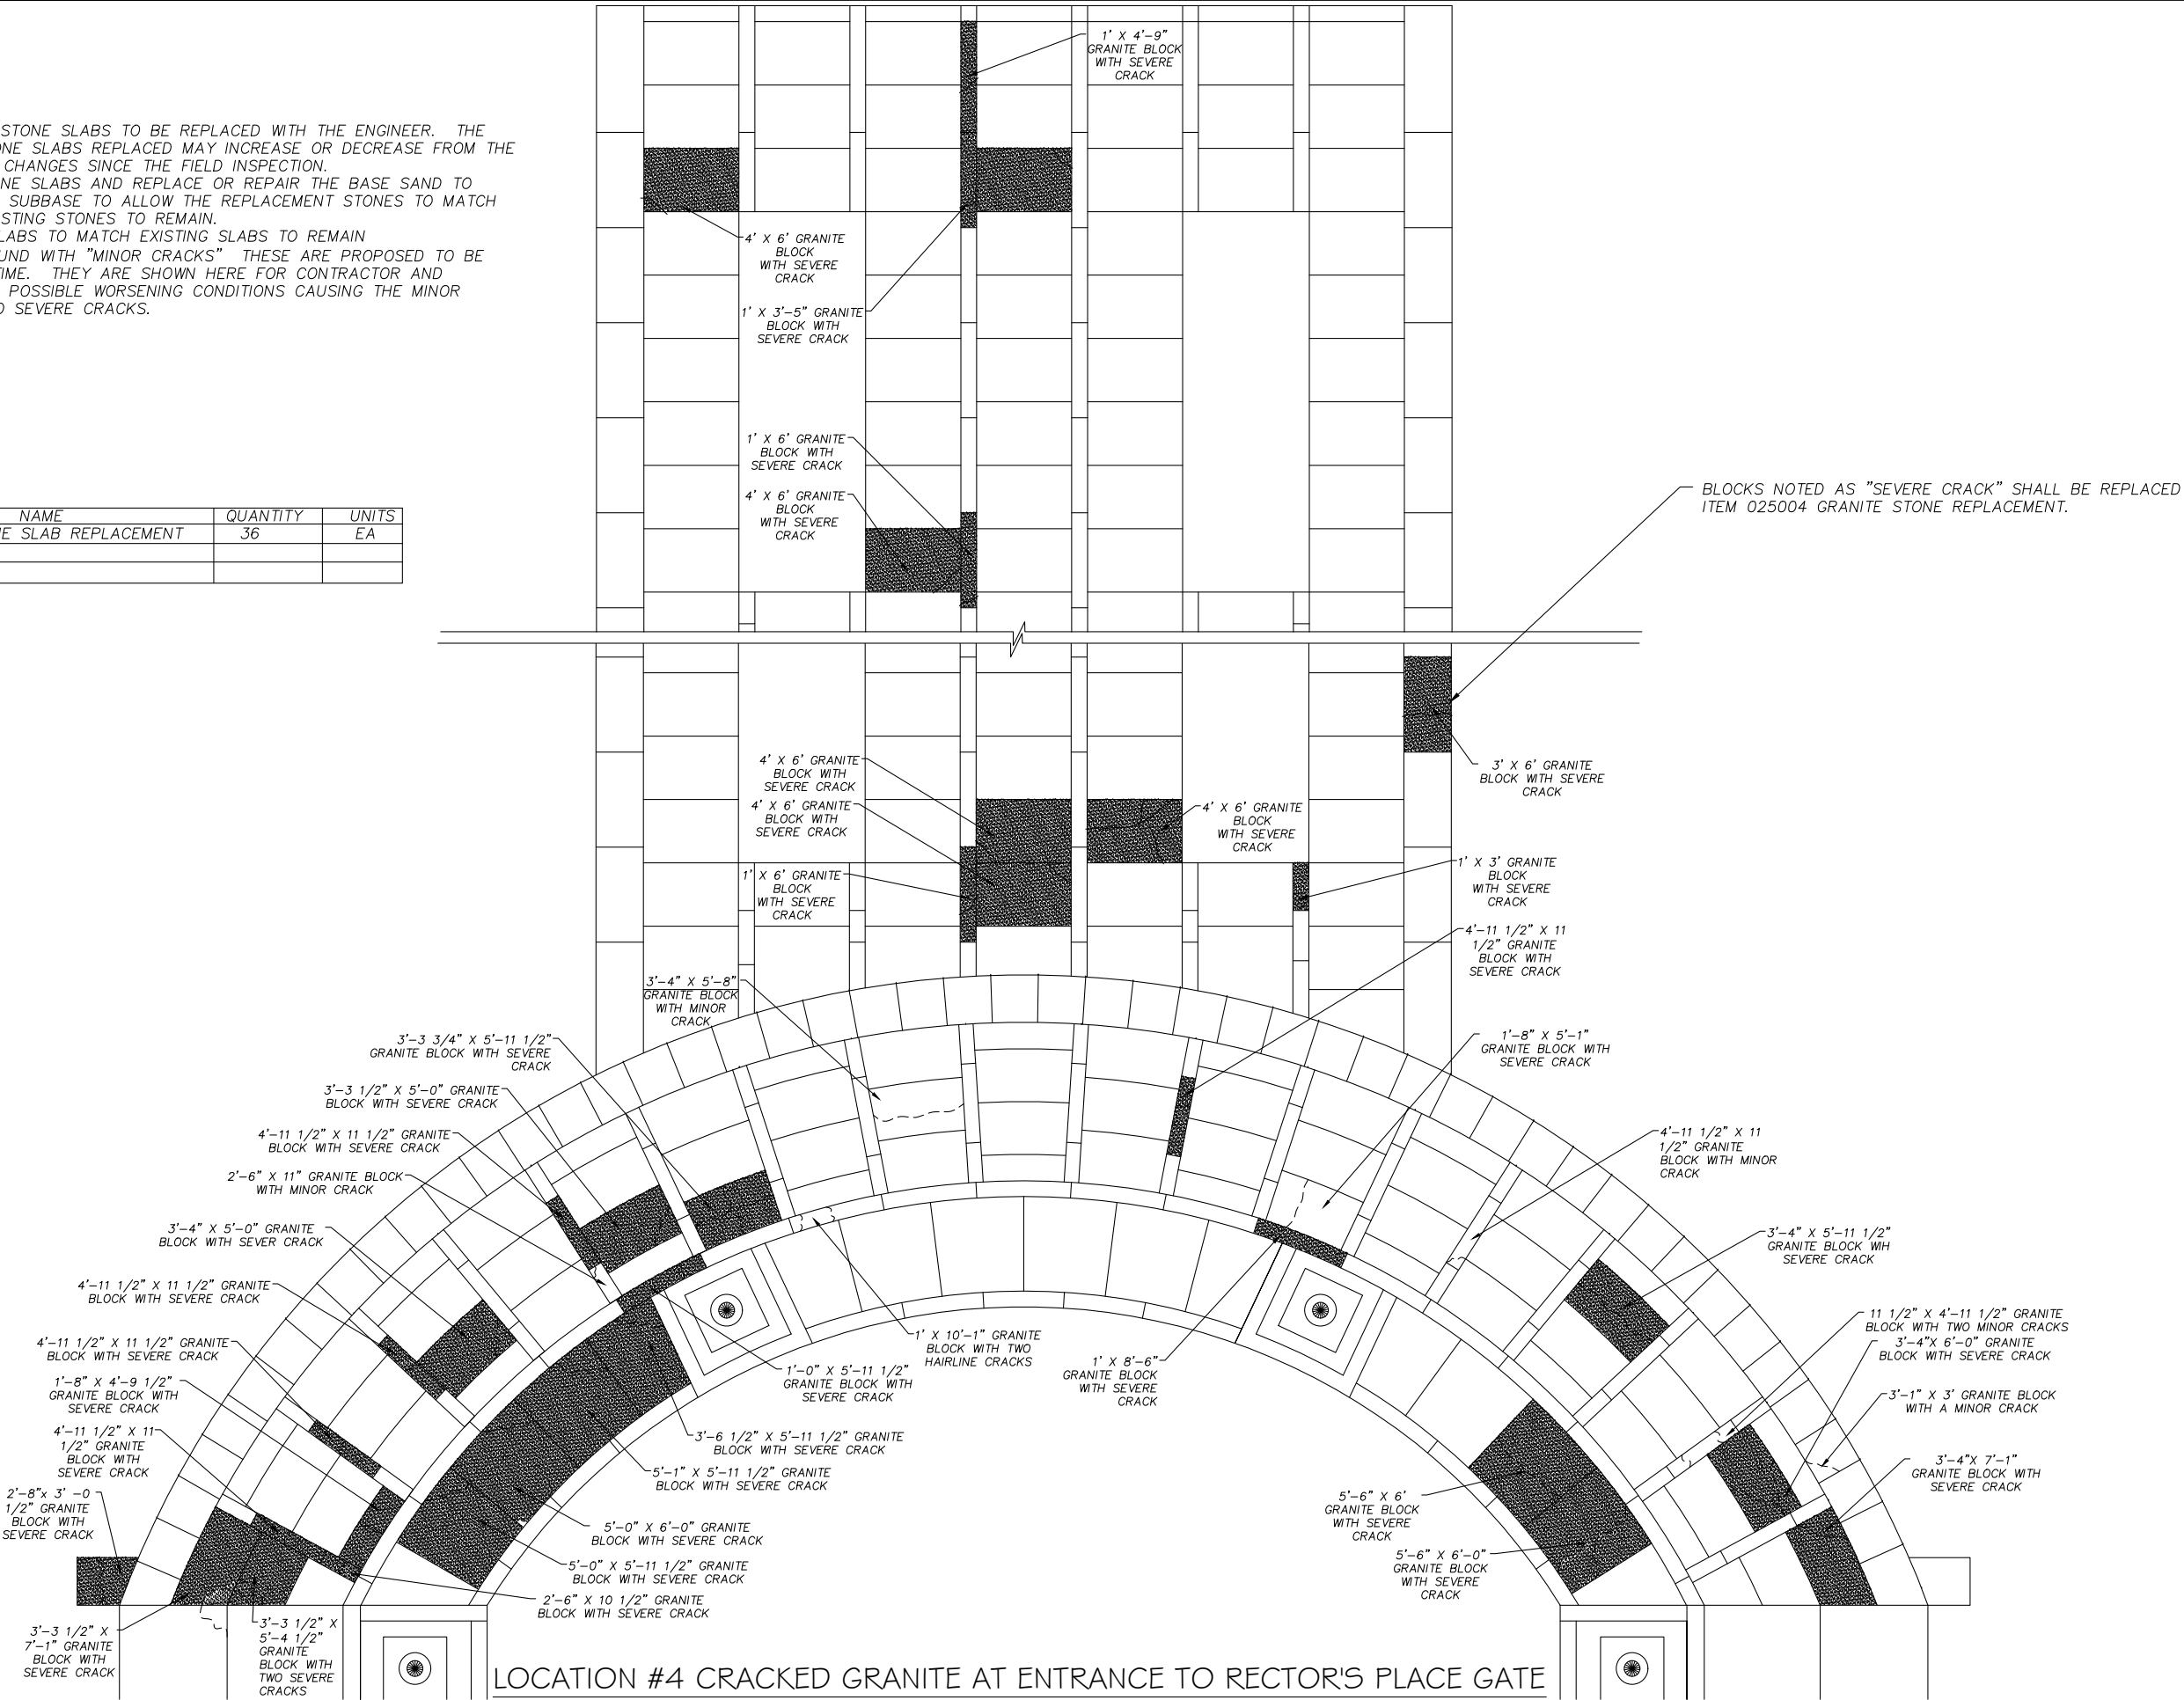 STONE SLABS TO BE REPLACED WITH THE ENGINEER. THE
ONE SLABS REPLACED MAY INCREASE OR DECREASE FROM THE
CHANGES SINCE THE FIELD INSPECTION.
NE SLABS AND REPLACE OR REPAIR THE BASE SAND TO
SUBBASE TO ALLOW THE REPLACEMENT STONES TO MATCH
STING STONES TO REMAIN.
LABS TO MATCH EXISTING SLABS TO REMAIN
UND WITH "MINOR CRACKS" THESE ARE PROPOSED TO BE
TIME. THEY ARE SHOWN HERE FOR CONTRACTOR AND
POSSIBLE WORSENING CONDITIONS CAUSING THE MINOR
O SEVERE CRACKS.
NAME QUANTITY UNITS
E SLAB REPLACEMENT 36 EA
1' X 4'-9"
GRANITE BLOCK
WITH SEVERE
CRACK
4' X 6' GRANITE
BLOCK
WITH SEVERE
CRACK
1' X 3'-5" GRANITE
BLOCK WITH
SEVERE CRACK
1' X 6' GRANITE
BLOCK WITH
SEVERE CRACK
4' X 6' GRANITE
BLOCK
WITH SEVERE
CRACK
BLOCKS NOTED AS "SEVERE CRACK" SHALL BE REPLACED
ITEM 025004 GRANITE STONE REPLACEMENT.
4' X 6' GRANITE
BLOCK WITH
SEVERE CRACK
4' X 6' GRANITE
BLOCK WITH
SEVERE CRACK
1' X 6' GRANITE
BLOCK
WITH SEVERE
CRACK
4' X 6' GRANITE
BLOCK
WITH SEVERE
CRACK
3' X 6' GRANITE
BLOCK WITH SEVERE
CRACK
1' X 3' GRANITE
BLOCK
WITH SEVERE
CRACK
4'-11 1/2" X 11
1/2" GRANITE
BLOCK WITH
SEVERE CRACK
3'-4" X 5'-8"
GRANITE BLOCK
WITH MINOR
CRACK
1'-8" X 5'-1"
GRANITE BLOCK WITH
SEVERE CRACK
3'-3 3/4" X 5'-11 1/2"
GRANITE BLOCK WITH SEVERE
CRACK
3'-3 1/2" X 5'-0" GRANITE
BLOCK WITH SEVERE CRACK
4'-11 1/2" X 11 1/2" GRANITE
BLOCK WITH SEVERE CRACK
2'-6" X 11" GRANITE BLOCK
WITH MINOR CRACK
3'-4" X 5'-0" GRANITE
BLOCK WITH SEVER CRACK
4'-11 1/2" X 11 1/2" GRANITE
BLOCK WITH SEVERE CRACK
4'-11 1/2" X 11 1/2" GRANITE
BLOCK WITH SEVERE CRACK
1'-8" X 4'-9 1/2"
GRANITE BLOCK WITH
SEVERE CRACK
4'-11 1/2" X 11
1/2" GRANITE
BLOCK WITH
SEVERE CRACK
2'-8"x 3' -0
1/2" GRANITE
BLOCK WITH
SEVERE CRACK
3'-3 1/2" X
7'-1" GRANITE
BLOCK WITH
SEVERE CRACK
3'-3 1/2" X
5'-4 1/2"
GRANITE
BLOCK WITH
TWO SEVERE
CRACKS
4'-11 1/2" X 11
1/2" GRANITE
BLOCK WITH MINOR
CRACK
3'-4" X 5'-11 1/2"
GRANITE BLOCK WIH
SEVERE CRACK
11 1/2" X 4'-11 1/2" GRANITE
BLOCK WITH TWO MINOR CRACKS
3'-4"X 6'-0" GRANITE
BLOCK WITH SEVERE CRACK
3'-1" X 3' GRANITE BLOCK
WITH A MINOR CRACK
3'-4"X 7'-1"
GRANITE BLOCK WITH
SEVERE CRACK
1' X 10'-1" GRANITE
BLOCK WITH TWO
HAIRLINE CRACKS
1' X 8'-6"
GRANITE BLOCK
WITH SEVERE
CRACK
1'-0" X 5'-11 1/2"
GRANITE BLOCK WITH
SEVERE CRACK
3'-6 1/2" X 5'-11 1/2" GRANITE
BLOCK WITH SEVERE CRACK
5'-1" X 5'-11 1/2" GRANITE
BLOCK WITH SEVERE CRACK
5'-0" X 6'-0" GRANITE
BLOCK WITH SEVERE CRACK
5'-0" X 5'-11 1/2" GRANITE
BLOCK WITH SEVERE CRACK
2'-6" X 10 1/2" GRANITE
BLOCK WITH SEVERE CRACK
5'-6" X 6'
GRANITE BLOCK
WITH SEVERE
CRACK
5'-6" X 6'-0"
GRANITE BLOCK
WITH SEVERE
CRACK
LOCATION #4 CRACKED GRANITE AT ENTRANCE TO RECTOR'S PLACE GATE